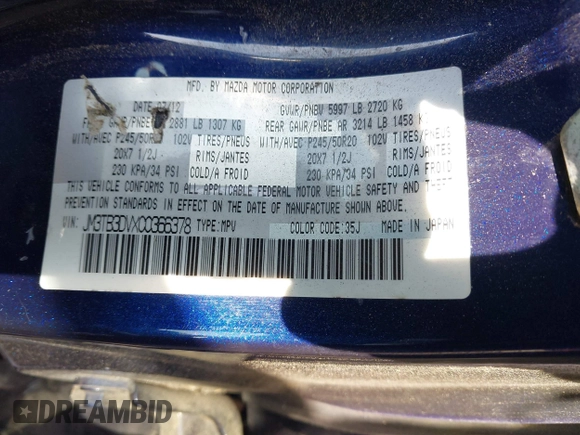 MFD. BY MAZDA MOTOR CORPORATION
DATE 07/12 GVWR/PNBV 5997 LB 2720 KG
GAWR/PNBE 2881 LB 1307 KG REAR GAWR/PNBE AR 3214 LB 1458 KG
WITH/AVEC P245/50R20 102V TIRES/PNEUS WITH/AVEC P245/50R20 102V TIRES/PNEUS
20X7 1/2J RIMS/JANTES 20X7 1/2J RIMS/JANTES
230 KPA/34 PSI COLD/A FROID 230 KPA/34 PSI COLD/A FROID
THIS VEHICLE CONFORMS TO ALL APPLICABLE FEDERAL MOTOR VEHICLE SAFETY AND THEFT
PREVENTION STANDARDS IN EFFECT ON THE DATE OF MANUFACTURE SHOWN ABOVE.
VIN: JM3TB3DVXC0366378 TYPE: MPV COLOR CODE: 35J MADE IN JAPAN
DREAMBID